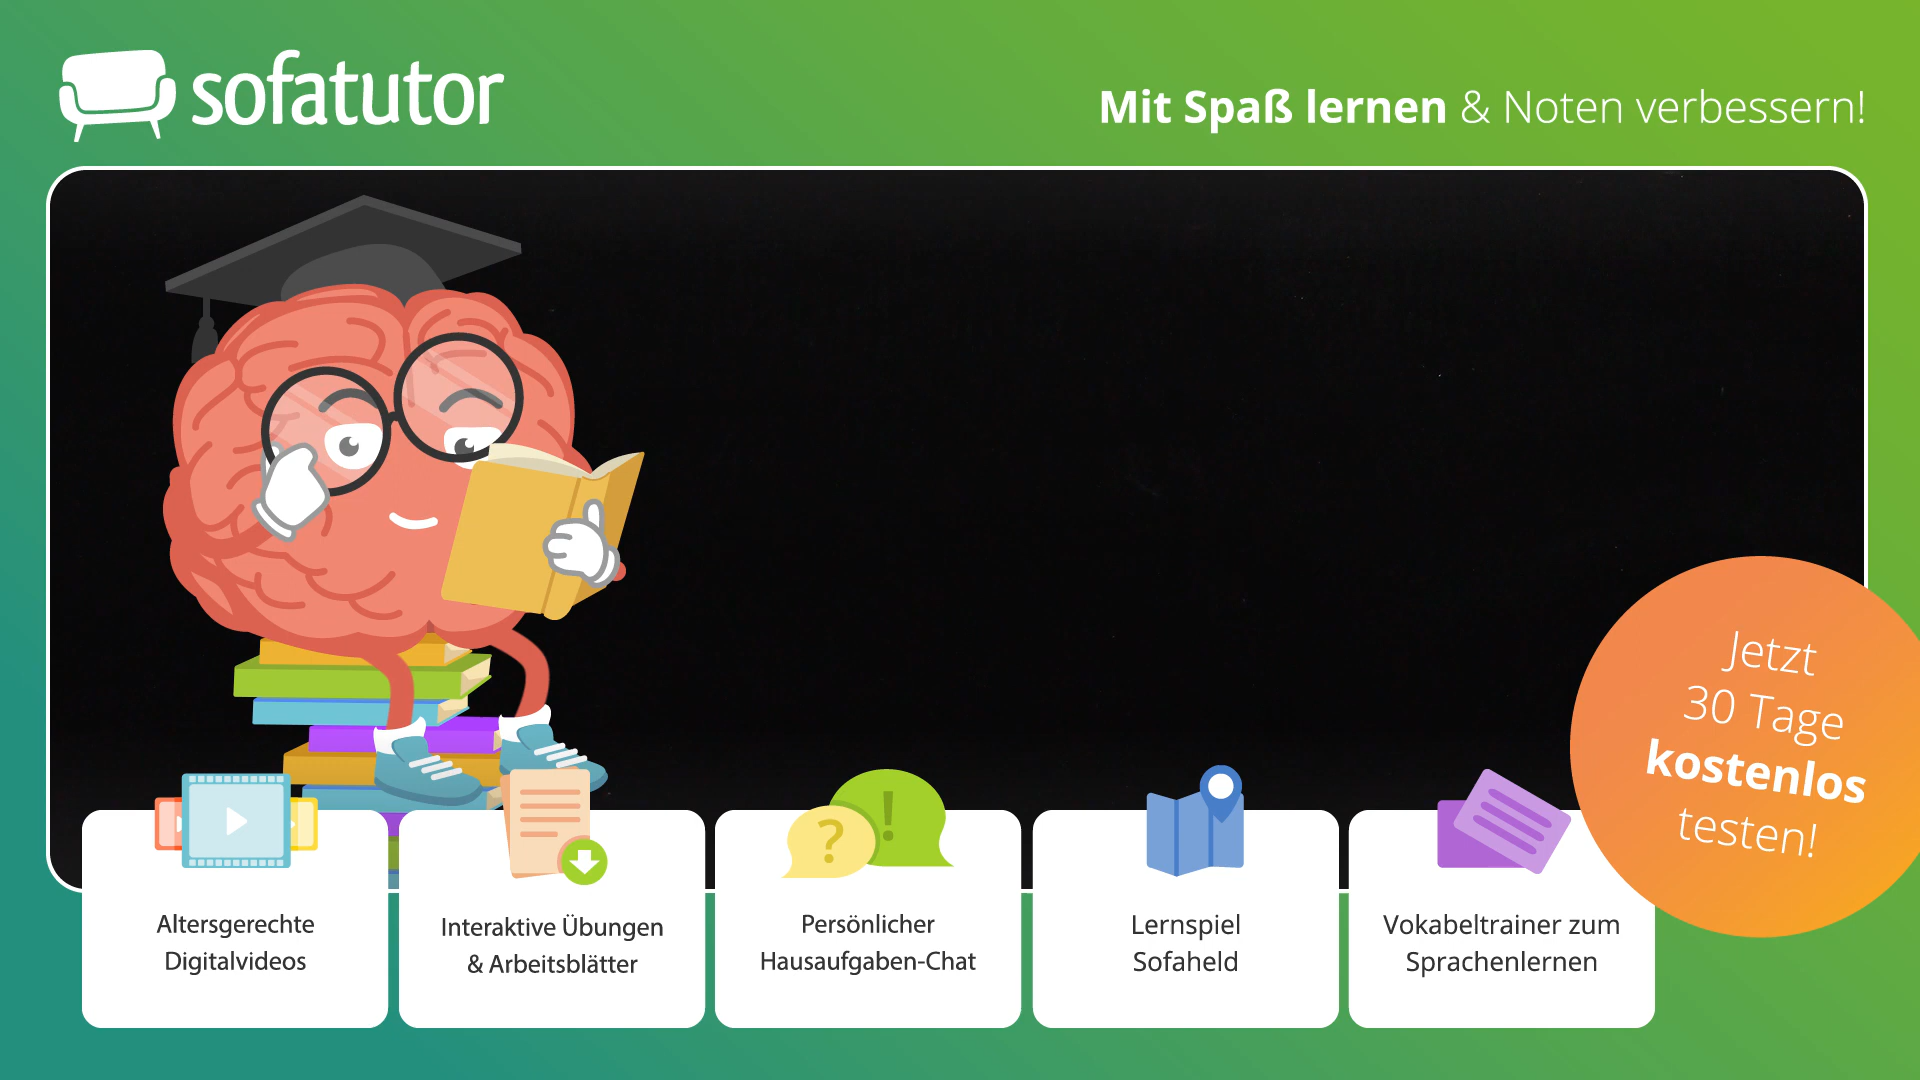 sofatutor
Mit Spaß lernen & Noten verbessern!
Jetzt
30 Tage
kostenlos
testen!
? !
Altersgerechte
Digitalvideos
Interaktive Übungen
& Arbeitsblätter
Persönlicher
Hausaufgaben-Chat
Lernspiel
Sofaheld
Vokabeltrainer zum
Sprachenlernen